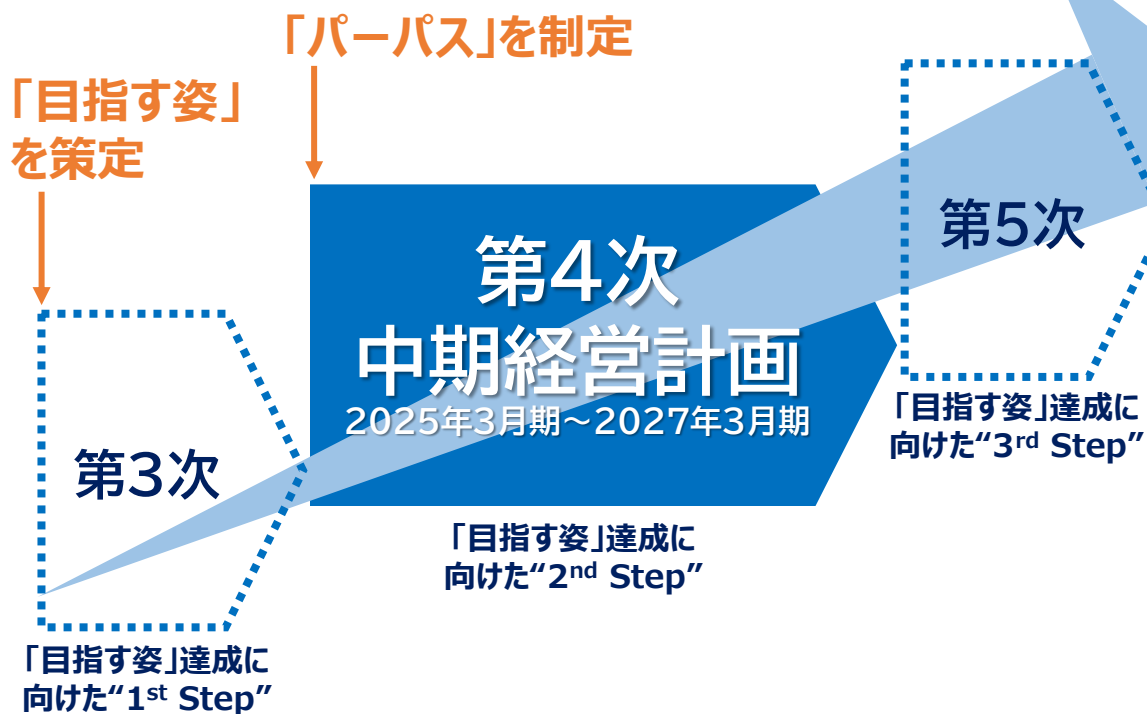 「パーパス」を制定
「目指す姿」
を策定
第3次
「目指す姿」達成に
向けた“1st Step”
第4次
中期経営計画
2025年3月期～2027年3月期
「目指す姿」達成に
向けた“2nd Step”
第5次
「目指す姿」達成に
向けた“3rd Step”